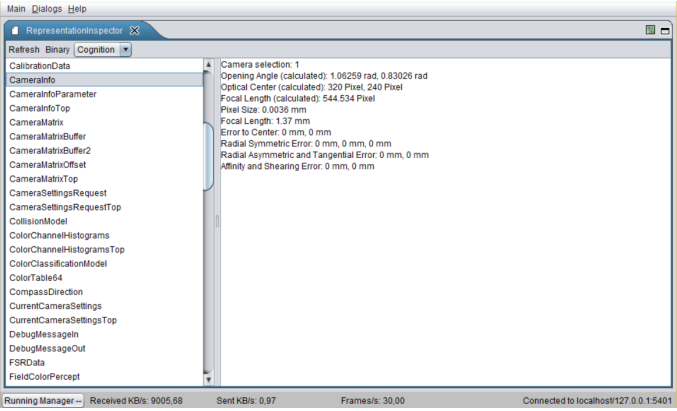 Main Dialogs Help
RepresentationInspector
Refresh Binary Cognition
CalibrationData
CameraInfo
CameraInfoParameter
CameraInfoTop
CameraMatrix
CameraMatrixBuffer
CameraMatrixBuffer2
CameraMatrixOffset
CameraMatrixTop
CameraSettingsRequest
CameraSettingsRequestTop
CollisionModel
ColorChannelHistograms
ColorChannelHistogramsTop
ColorClassificationModel
ColorTable64
CompassDirection
CurrentCameraSettings
CurrentCameraSettingsTop
DebugMessageIn
DebugMessageOut
FSRData
FieldColorPercept
Camera selection: 1
Opening Angle (calculated): 1.06259 rad, 0.83026 rad
Optical Center (calculated): 320 Pixel, 240 Pixel
Focal Length (calculated): 544.534 Pixel
Pixel Size: 0.0036 mm
Focal Length: 1.37 mm
Error to Center: 0 mm, 0 mm
Radial Symmetric Error: 0 mm, 0 mm, 0 mm
Radial Asymmetric and Tangential Error: 0 mm, 0 mm
Affinity and Shearing Error: 0 mm, 0 mm
Running Manager -- Received KB/s: 9005,68 Sent KB/s: 0,97 Frames/s: 30,00 Connected to localhost/127.0.0.1:5401